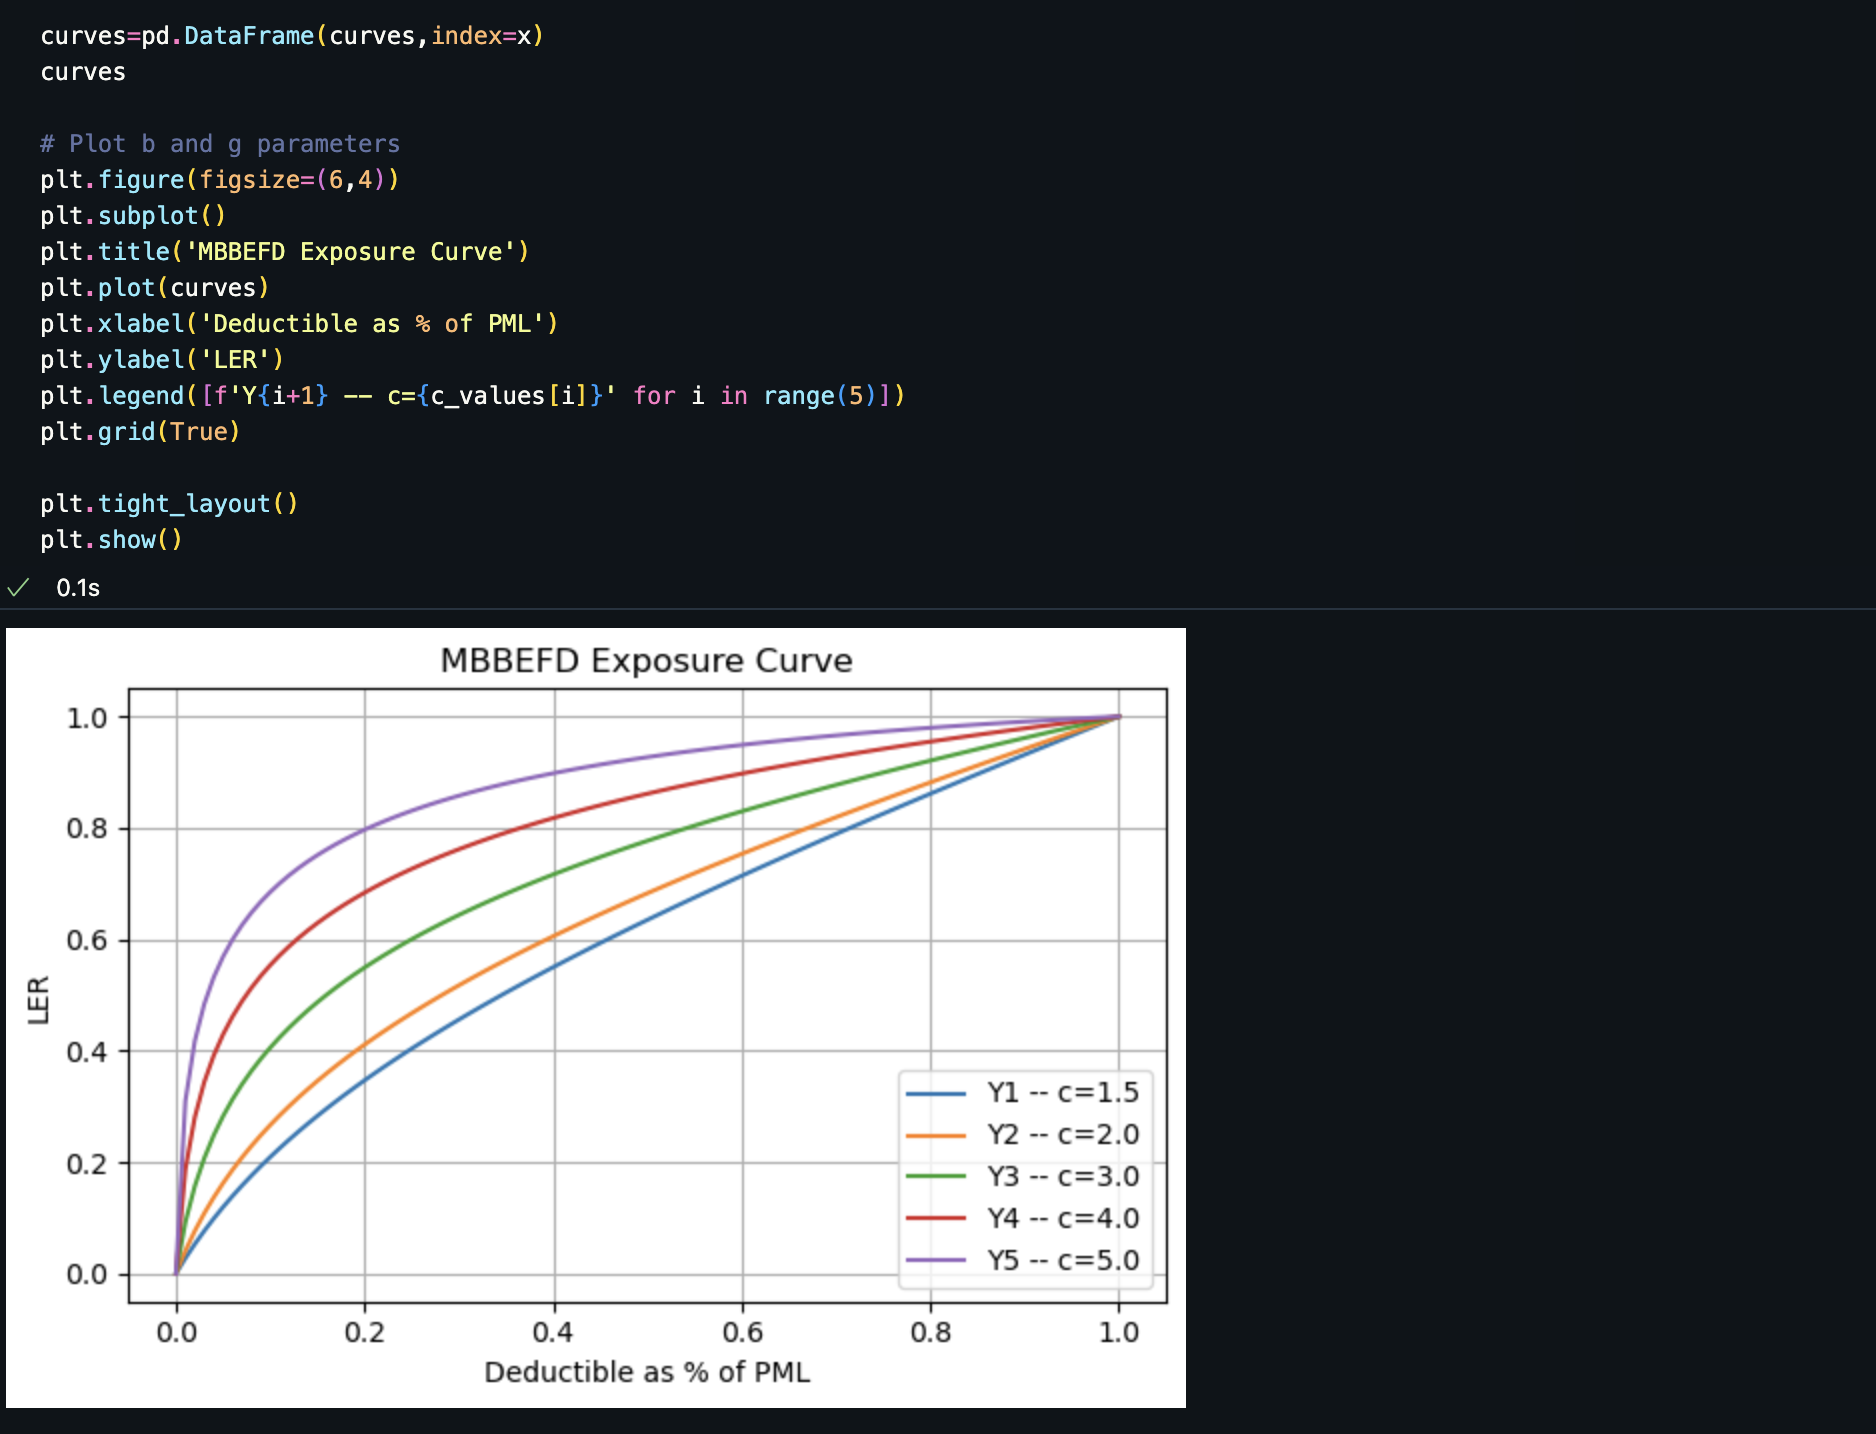 curves=pd.DataFrame(curves,index=x)
curves
# Plot b and g parameters
plt.figure(figsize=(6,4))
plt.subplot()
plt.title('MBBEFD Exposure Curve')
plt.plot(curves)
plt.xlabel('Deductible as % of PML')
plt.ylabel('LER')
plt.legend([f'Y{i+1} -- c={c_values[i]}' for i in range(5)])
plt.grid(True)
plt.tight_layout()
plt.show()
0.1s
MBBEFD Exposure Curve
1.0
0.8
0.6
0.4
0.2
0.0
LER
Y1 -- c=1.5
Y2 -- c=2.0
Y3 -- c=3.0
Y4 -- c=4.0
Y5 -- c=5.0
0.0 0.2 0.4 0.6 0.8 1.0
Deductible as % of PML